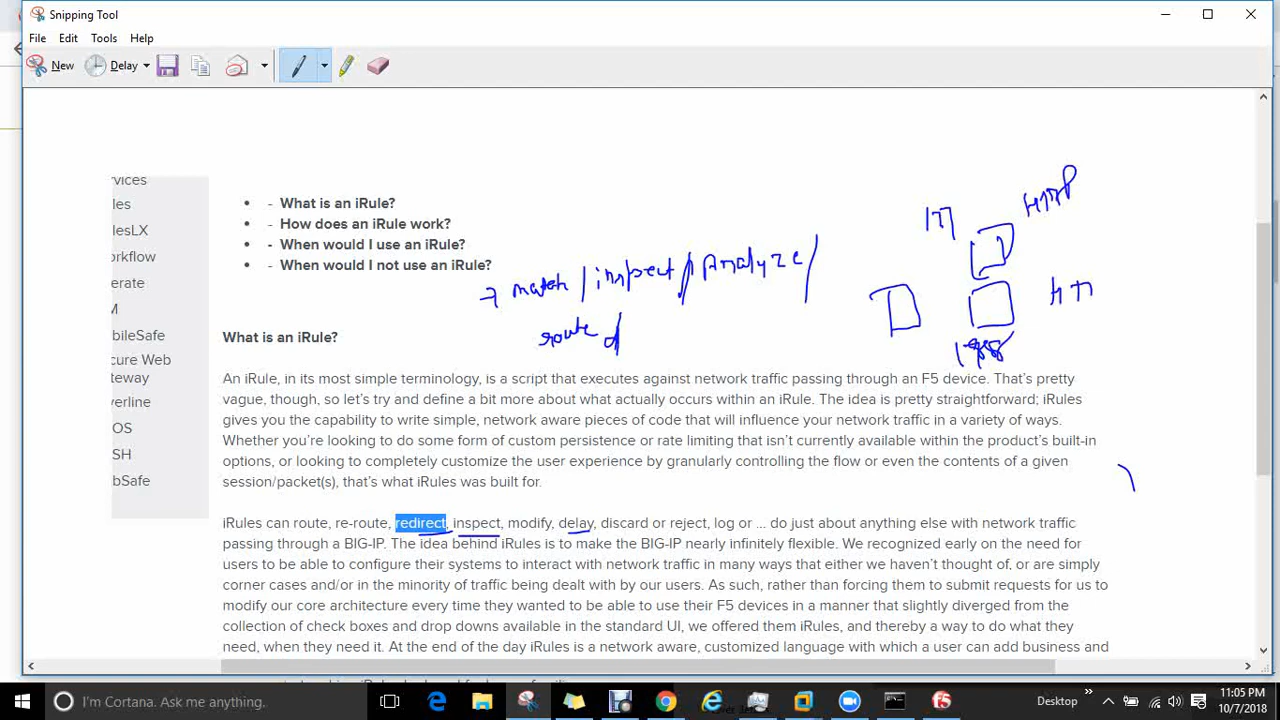 Snipping Tool
File Edit Tools Help
New Delay
vices
les
lesLX
orkflow
erate
M
obileSafe
cure Web
ateway
verline
OS
SH
bSafe
- What is an iRule?
- How does an iRule work?
- When would I use an iRule?
- When would I not use an iRule?
match / inspect / Analyze /
route
What is an iRule?
An iRule, in its most simple terminology, is a script that executes against network traffic passing through an F5 device. That's pretty
vague, though, so let's try and define a bit more about what actually occurs within an iRule. The idea is pretty straightforward; iRules
gives you the capability to write simple, network aware pieces of code that will influence your network traffic in a variety of ways.
Whether you're looking to do some form of custom persistence or rate limiting that isn't currently available within the product's built-in
options, or looking to completely customize the user experience by granularly controlling the flow or even the contents of a given
session/packet(s), that's what iRules was built for.
iRules can route, re-route, redirect, inspect, modify, delay, discard or reject, log or ... do just about anything else with network traffic
passing through a BIG-IP. The idea behind iRules is to make the BIG-IP nearly infinitely flexible. We recognized early on the need for
users to be able to configure their systems to interact with network traffic in many ways that either we haven't thought of, or are simply
corner cases and/or in the minority of traffic being dealt with by our users. As such, rather than forcing them to submit requests for us to
modify our core architecture every time they wanted to be able to use their F5 devices in a manner that slightly diverged from the
collection of check boxes and drop downs available in the standard UI, we offered them iRules, and thereby a way to do what they
need, when they need it. At the end of the day iRules is a network aware, customized language with which a user can add business and
I'm Cortana. Ask me anything.
Desktop
11:05 PM
10/7/2018